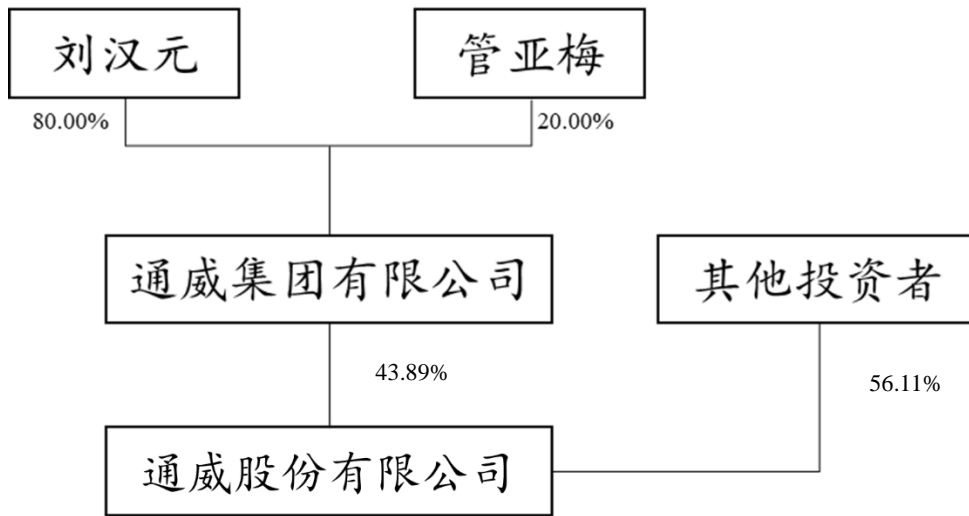 刘汉元
管亚梅
80.00%
20.00%
通威集团有限公司
其他投资者
43.89%
56.11%
通威股份有限公司